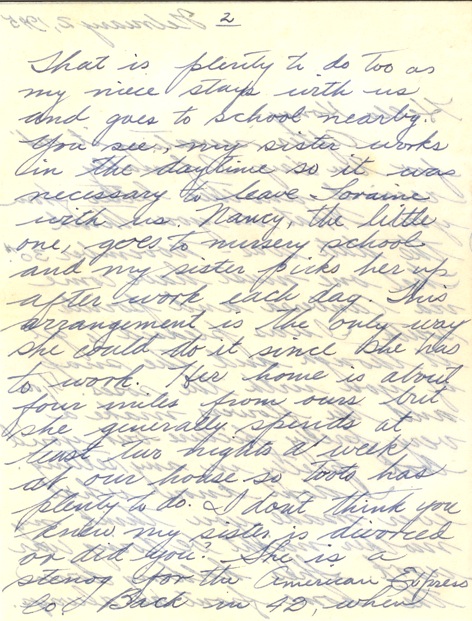 2
That is plenty to do too as
my niece stays with us
and goes to school nearby.
You see, my sister works
in the daytime so it was
necessary to leave Loraine
with us. Nancy, the little
one, goes to nursery school
and my sister picks her up
after work each day. This
arrangement is the only way
she could do it since she has
to work. Her home is about
four miles from ours but
she generally spends at
least two nights a week
at our house so Toots has
plenty to do. I don't think you
knew my sister is divorced
or did you? She is a
stenog for the American Express
Co. Back in 42, when